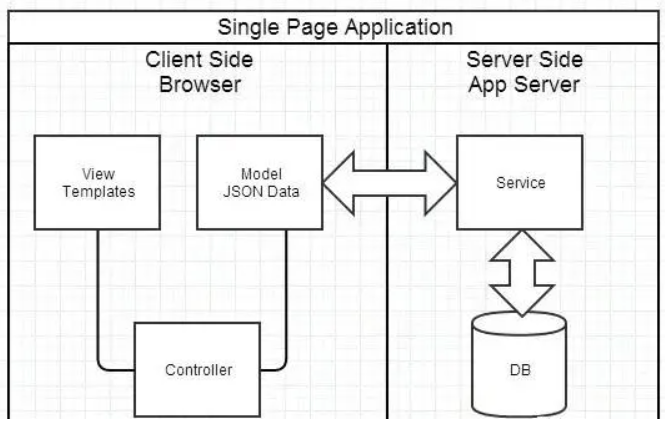 Single Page Application
Client Side
Browser
Server Side
App Server
View
Templates
Model
JSON Data
Service
Controller
DB